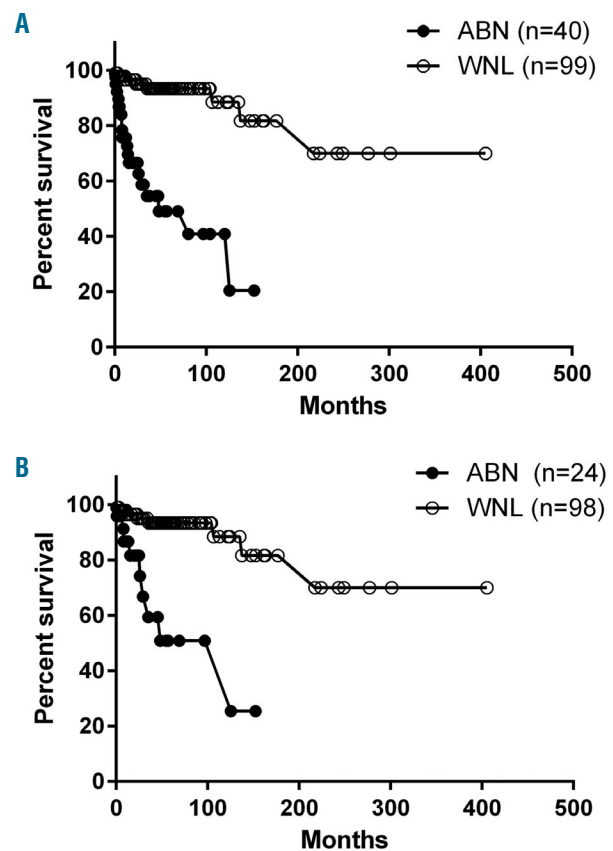 A
ABN (n=40)
WNL (n=99)
Percent survival
100
80
60
40
20
0
0 100 200 300 400 500
Months
B
ABN (n=24)
WNL (n=98)
Percent survival
100
80
60
40
20
0
0 100 200 300 400 500
Months